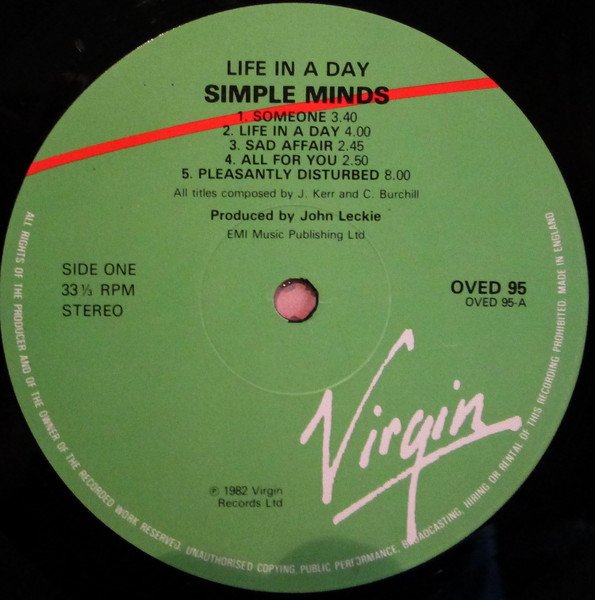 LIFE IN A DAY
SIMPLE MINDS
1. SOMEONE 3.40
2. LIFE IN A DAY 4.00
3. SAD AFFAIR 2.45
4. ALL FOR YOU 2.50
5. PLEASANTLY DISTURBED 8.00
All titles composed by J. Kerr and C. Burchill
Produced by John Leckie
EMI Music Publishing Ltd
SIDE ONE
33⅓ RPM
STEREO
OVED 95
OVED 95-A
Virgin
℗ 1982 Virgin
Records Ltd
ALL RIGHTS OF THE PRODUCER AND OF THE OWNER OF THE RECORDED WORK RESERVED. UNAUTHORISED COPYING, PUBLIC PERFORMANCE, BROADCASTING, HIRING OR RENTAL OF THIS RECORDING PROHIBITED. MADE IN ENGLAND